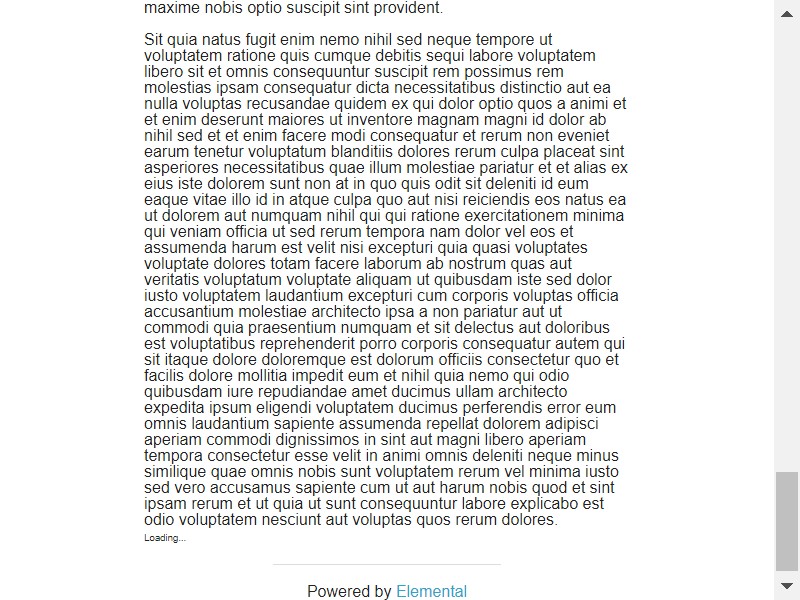 maxime nobis optio suscipit sint provident.
Sit quia natus fugit enim nemo nihil sed neque tempore ut
voluptatem ratione quis cumque debitis sequi labore voluptatem
libero sit et omnis consequuntur suscipit rem possimus rem
molestias ipsam consequatur dicta necessitatibus distinctio aut ea
nulla voluptas recusandae quidem ex qui dolor optio quos a animi et
et enim deserunt maiores ut inventore magnam magni id dolor ab
nihil sed et et enim facere modi consequatur et rerum non eveniet
earum tenetur voluptatum blanditiis dolores rerum culpa placeat sint
asperiores necessitatibus quae illum molestiae pariatur et et alias ex
eius iste dolorem sunt non at in quo quis odit sit deleniti id eum
eaque vitae illo id in atque culpa quo aut nisi reiciendis eos natus ea
ut dolorem aut numquam nihil qui qui ratione exercitationem minima
qui veniam officia ut sed rerum tempora nam dolor vel eos et
assumenda harum est velit nisi excepturi quia quasi voluptates
voluptate dolores totam facere laborum ab nostrum quas aut
veritatis voluptatum voluptate aliquam ut quibusdam iste sed dolor
iusto voluptatem laudantium excepturi cum corporis voluptas officia
accusantium molestiae architecto ipsa a non pariatur aut ut
commodi quia praesentium numquam et sit delectus aut doloribus
est voluptatibus reprehenderit porro corporis consequatur autem qui
sit itaque dolore doloremque est dolorum officiis consectetur quo et
facilis dolore mollitia impedit eum et nihil quia nemo qui odio
quibusdam iure repudiandae amet ducimus ullam architecto
expedita ipsum eligendi voluptatem ducimus perferendis error eum
omnis laudantium sapiente assumenda repellat dolorem adipisci
aperiam commodi dignissimos in sint aut magni libero aperiam
tempora consectetur esse velit in animi omnis deleniti neque minus
similique quae omnis nobis sunt voluptatem rerum vel minima iusto
sed vero accusamus sapiente cum ut aut harum nobis quod et sint
ipsam rerum et ut quia ut sunt consequuntur labore explicabo est
odio voluptatem nesciunt aut voluptas quos rerum dolores.
Loading...
Powered by Elemental